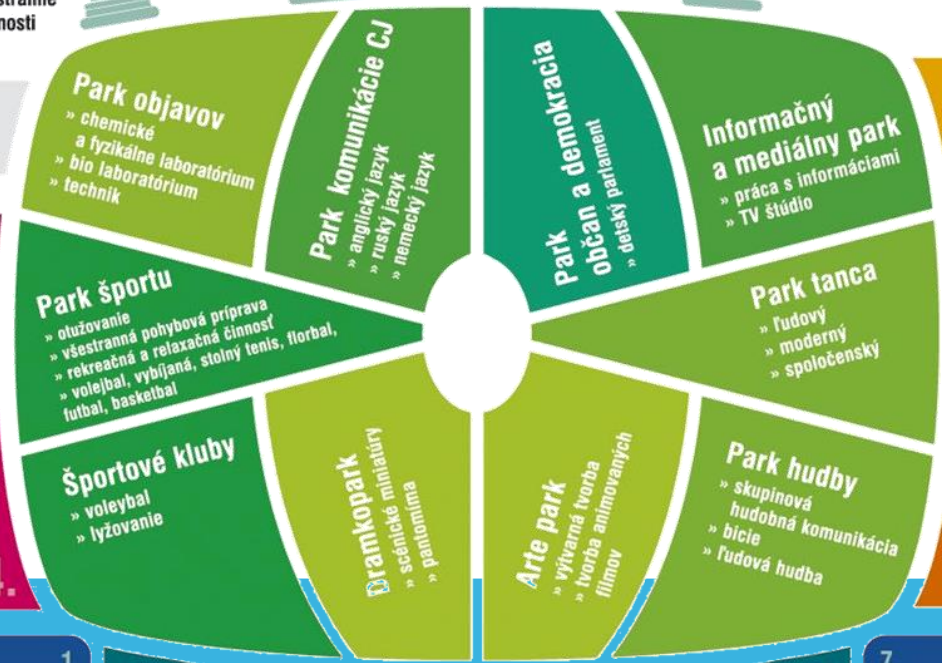 nosti
Park objavov
» chemické
a fyzikálne laboratórium
» bio laboratórium
» technik
Park komunikácie CJ
» anglický jazyk
» ruský jazyk
» nemecký jazyk
Park
občan a demokracia
» detský parlament
Informačný
a mediálny park
» práca s informáciami
» TV štúdio
Park športu
» otužovanie
» všestranná pohybová príprava
» rekreačná a relaxačná činnosť
» volejbal, vybíjaná, stolný tenis, florbal,
futbal, basketbal
Park tanca
» ľudový
» moderný
» spoločenský
Športové kluby
» voleybal
» lyžovanie
Dramkopark
» scénické miniatúry
» pantomíma
Arte park
» výtvarná tvorba
» tvorba animovaných
filmov
Park hudby
» skupinová
hudobná komunikácia
» bicie
» ľudová hudba
1
7